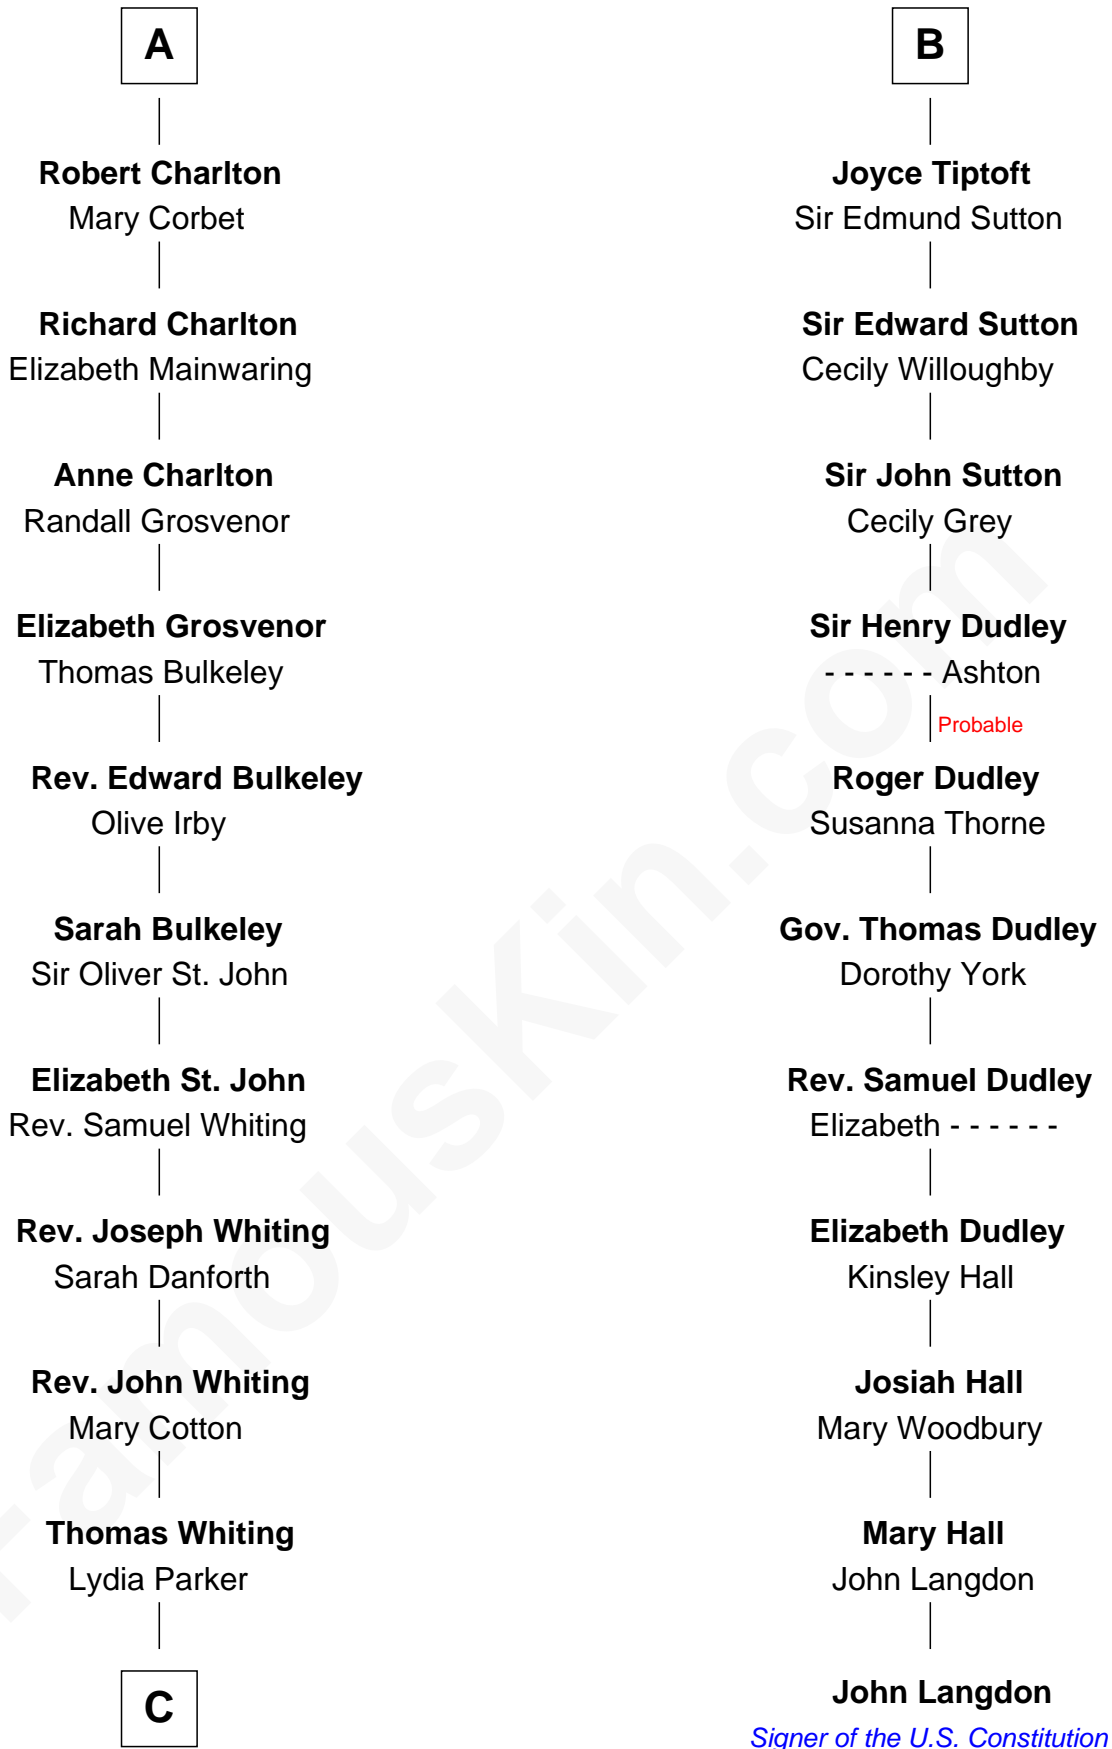 A
Robert Charlton
Mary Corbet
Richard Charlton
Elizabeth Mainwaring
Anne Charlton
Randall Grosvenor
Elizabeth Grosvenor
Thomas Bulkeley
Rev. Edward Bulkeley
Olive Irby
Sarah Bulkeley
Sir Oliver St. John
Elizabeth St. John
Rev. Samuel Whiting
Rev. Joseph Whiting
Sarah Danforth
Rev. John Whiting
Mary Cotton
Thomas Whiting
Lydia Parker
C
B
Joyce Tiptoft
Sir Edmund Sutton
Sir Edward Sutton
Cecily Willoughby
Sir John Sutton
Cecily Grey
Sir Henry Dudley
- - - - - - Ashton
Probable
Roger Dudley
Susanna Thorne
Gov. Thomas Dudley
Dorothy York
Rev. Samuel Dudley
Elizabeth - - - - - -
Elizabeth Dudley
Kinsley Hall
Josiah Hall
Mary Woodbury
Mary Hall
John Langdon
John Langdon
Signer of the U.S. Constitution
FamousKin.com